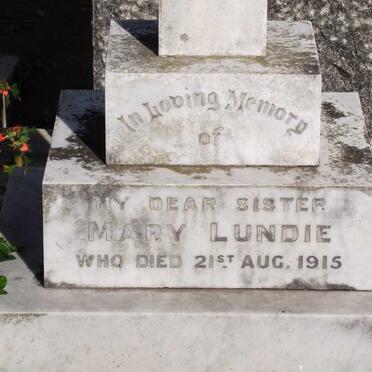 In Loving Memory
of
MY DEAR SISTER
MARY LUNDIE
WHO DIED 21ST AUG. 1915